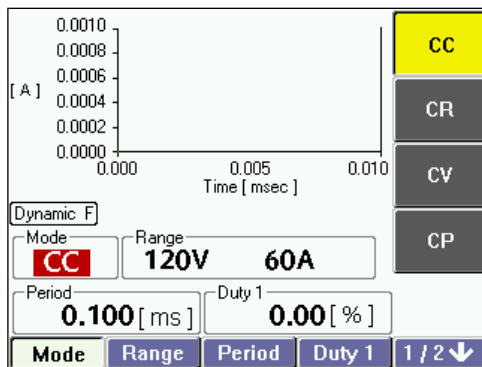 0.0010
0.0008
0.0006
[ A ] 0.0004
0.0002
0.0000
0.000 0.005 0.010
Time [ msec ]
CC
CR
CV
CP
Dynamic F
Mode
CC
Range
120V 60A
Period
0.100 [ ms ]
Duty 1
0.00 [ % ]
Mode Range Period Duty 1 1 / 2